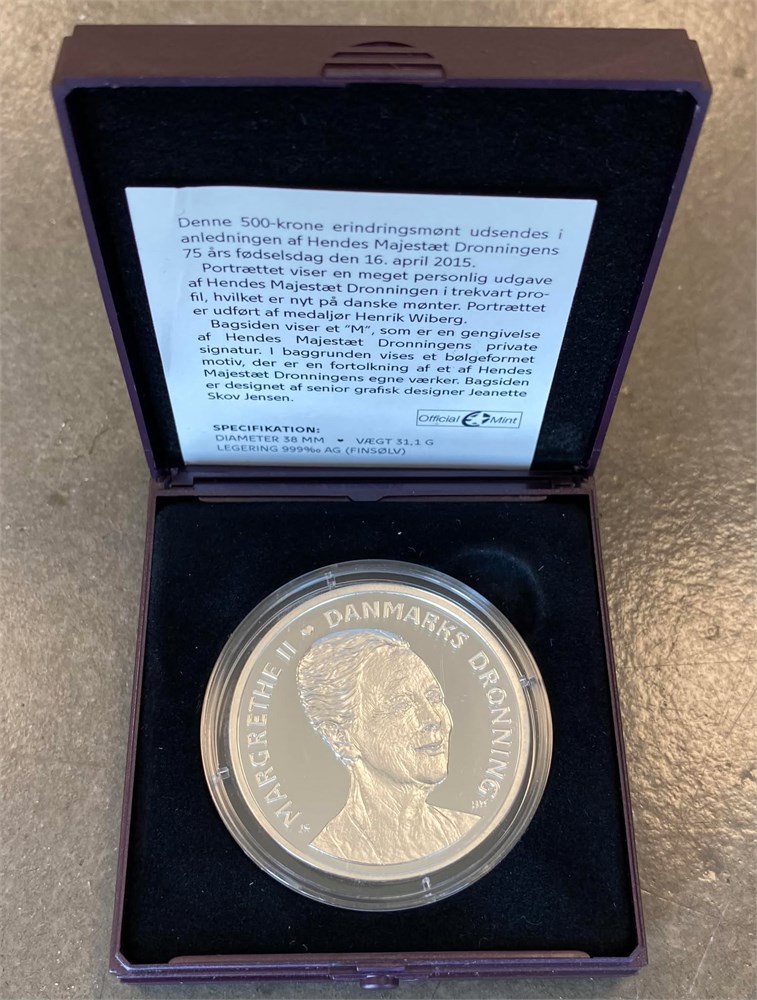 Denne 500-krone erindringsmønt udsendes i
anledningen af Hendes Majestæt Dronningens
75 års fødselsdag den 16. april 2015.
Portrættet viser en meget personlig udgave
af Hendes Majestæt Dronningen i trekvart pro-
fil, hvilket er nyt på danske mønter. Portrættet
er udført af medaljør Henrik Wiberg.
Bagsiden viser et ”M”, som er en gengivelse
af Hendes Majestæt Dronningens private
signatur. I baggrunden vises et bølgeformet
motiv, der er en fortolkning af et af Hendes
Majestæt Dronningens egne værker. Bagsiden
er designet af senior grafisk designer Jeanette
Skov Jensen.
Official Mint
SPECIFIKATION:
DIAMETER 38 MM VÆGT 31,1 G
LEGERING 999‰ AG (FINSØLV)
MARGRETHE II DANMARKS DRONNING